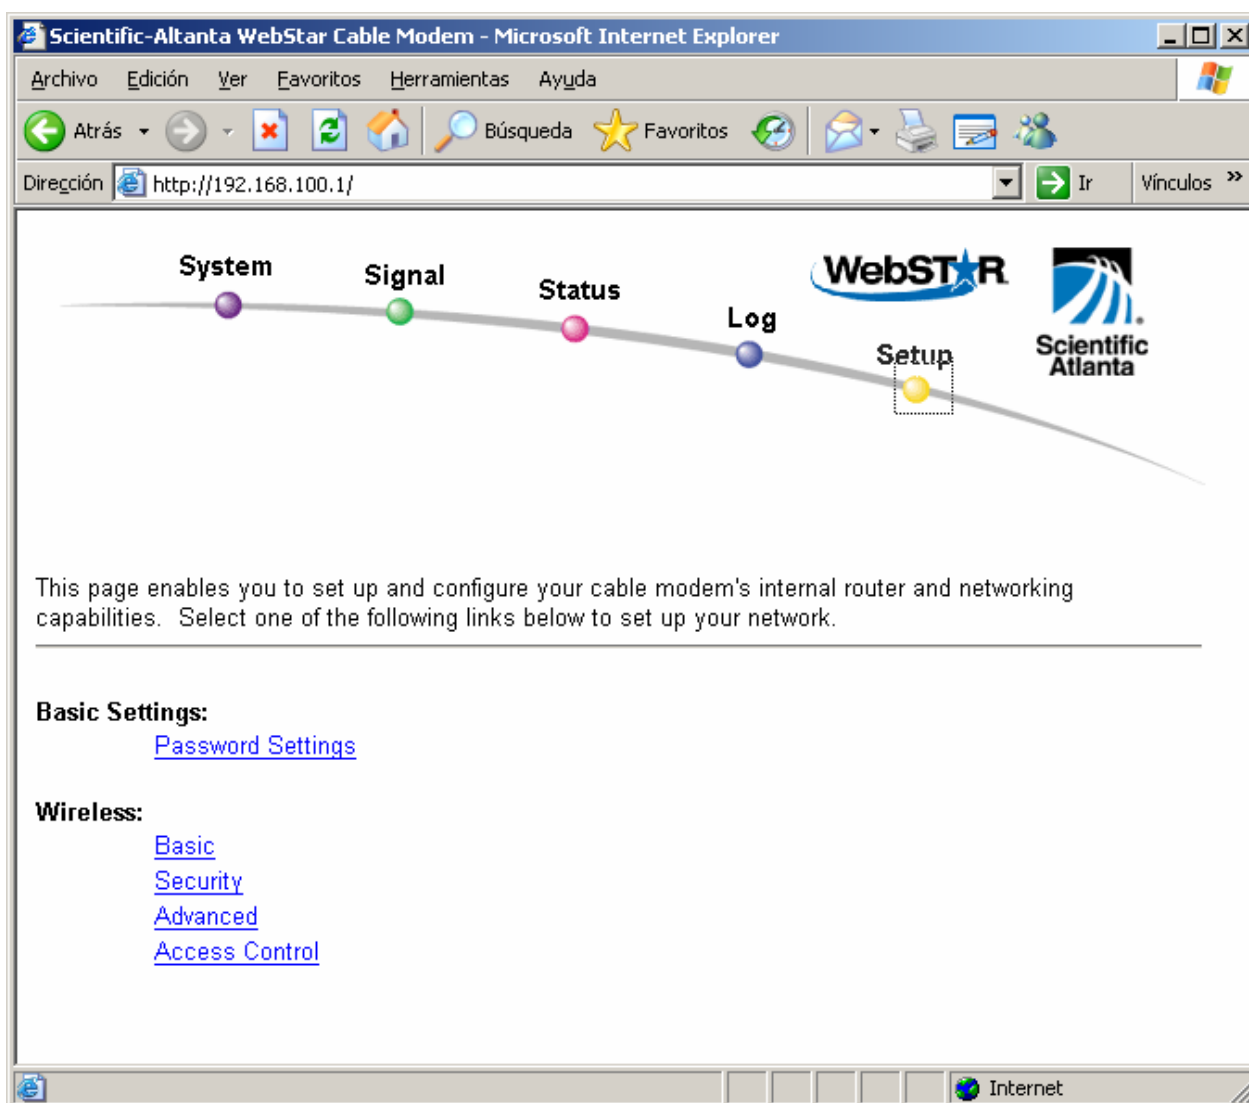 Scientific-Altanta WebStar Cable Modem - Microsoft Internet Explorer
Archivo Edición Ver Favoritos Herramientas Ayuda
Atrás Búsqueda Favoritos
Dirección http://192.168.100.1/ Ir Vínculos »
System
Signal
Status
Log
Setup
WebSTAR
Scientific
Atlanta
This page enables you to set up and configure your cable modem's internal router and networking
capabilities. Select one of the following links below to set up your network.
Basic Settings:
Password Settings
Wireless:
Basic
Security
Advanced
Access Control
Internet